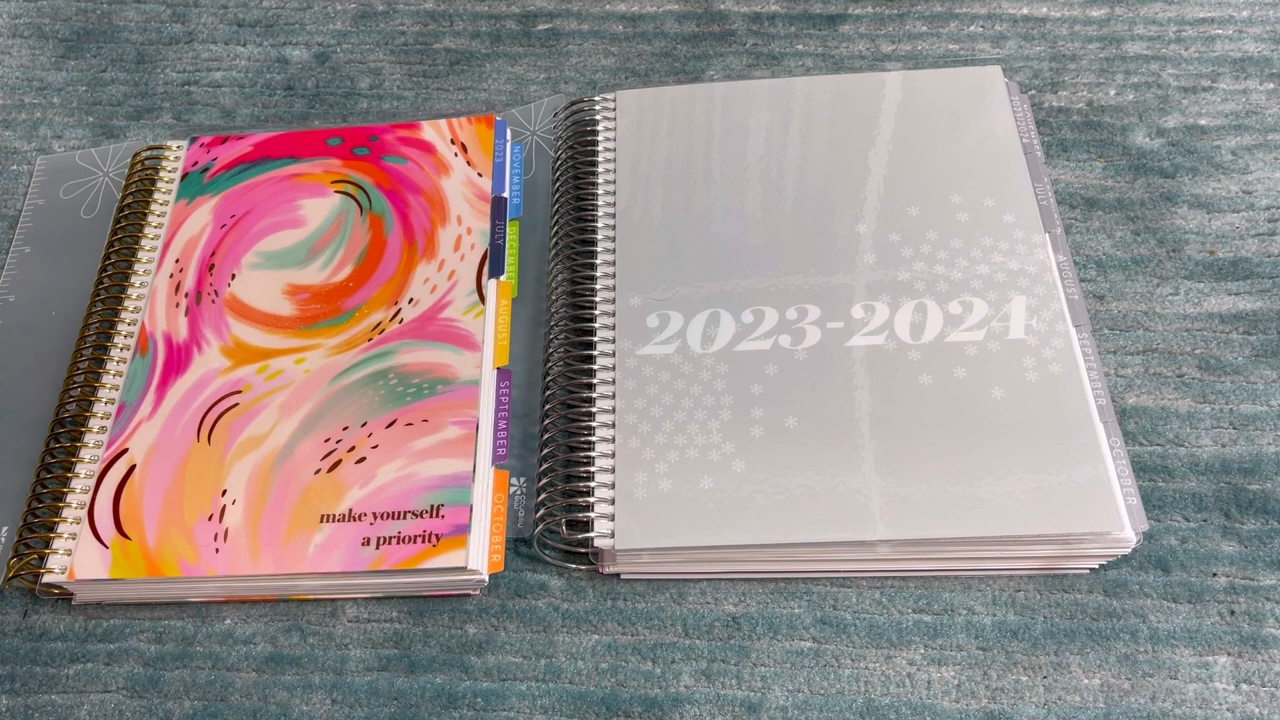 make yourself,
a priority
2023
JULY
AUGUST
SEPTEMBER
OCTOBER
NOVEMBER
DECEMBER
2023-2024
JULY
AUGUST
SEPTEMBER
OCTOBER